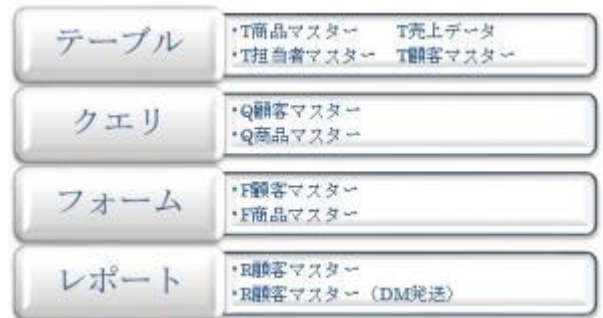 テーブル
・T商品マスター　T売上データ
・T担当者マスター　T顧客マスター
クエリ
・Q顧客マスター
・Q商品マスター
フォーム
・F顧客マスター
・F商品マスター
レポート
・R顧客マスター
・R顧客マスター（DM発送）